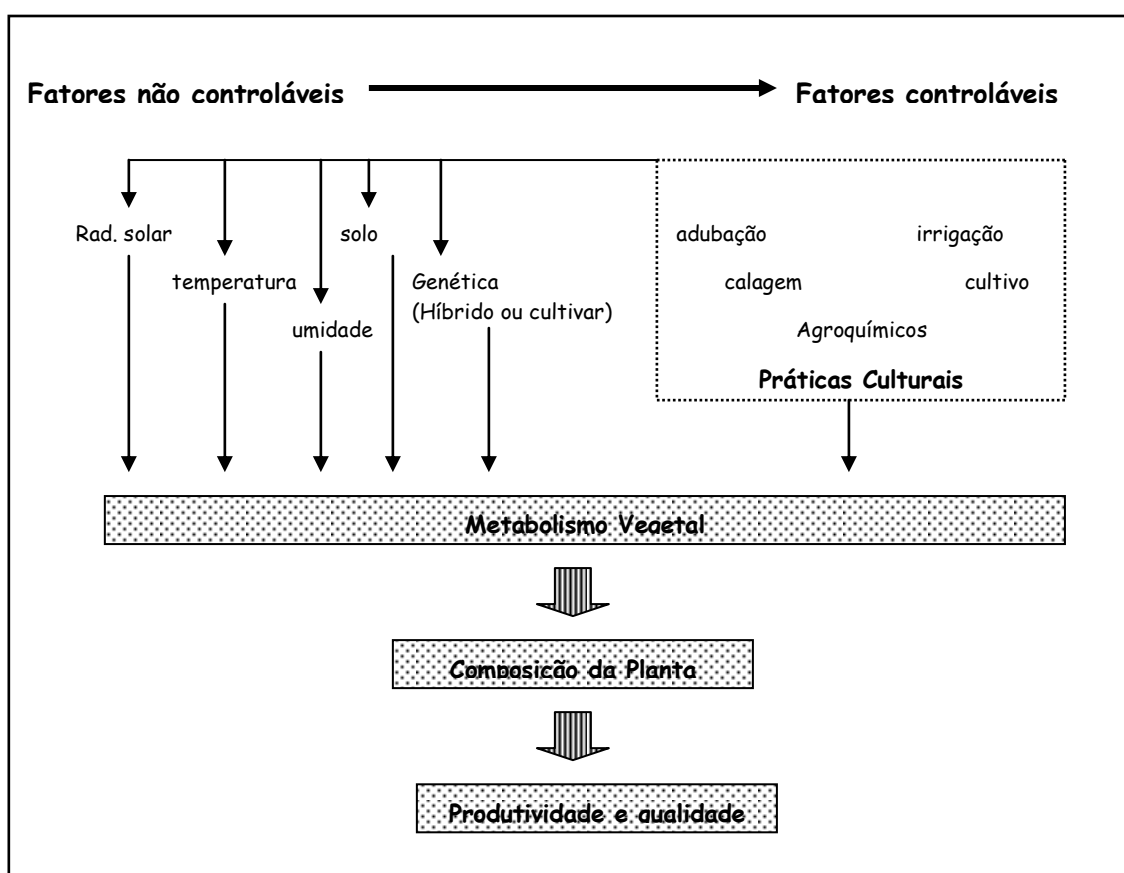 Fatores não controláveis
Fatores controláveis
Rad. solar
solo
adubação
irrigação
temperatura
Genética
(Híbrido ou cultivar)
calagem
cultivo
umidade
Agroquímicos
Práticas Culturais
Metabolismo Vegetal
Composição da Planta
Produtividade e qualidade